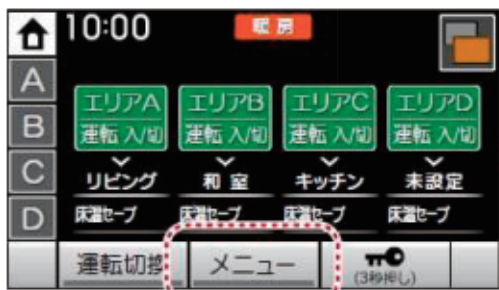 10:00 暖房
A
B
C
D
エリアA 運転 入/切
エリアB 運転 入/切
エリアC 運転 入/切
エリアD 運転 入/切
リビング 和室 キッチン 未設定
床温セーブ 床温セーブ 床温セーブ 床温セーブ
運転切換 メニュー (3秒押し)